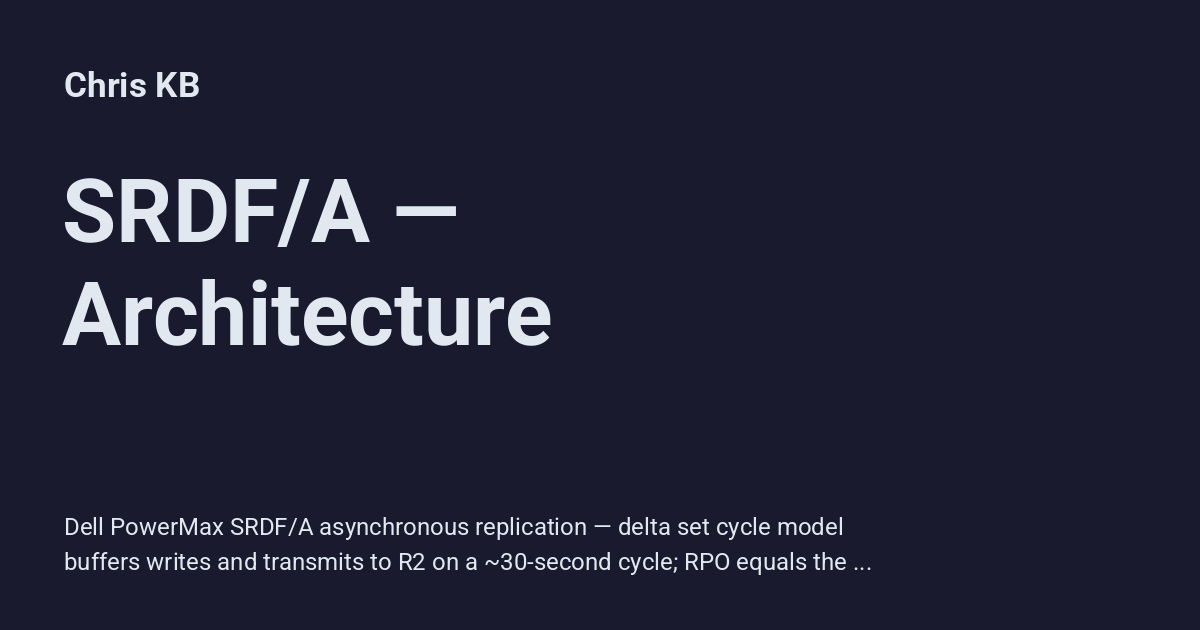 Chris KB
SRDF/A —
Architecture
Dell PowerMax SRDF/A asynchronous replication — delta set cycle model
buffers writes and transmits to R2 on a ~30-second cycle; RPO equals the ...